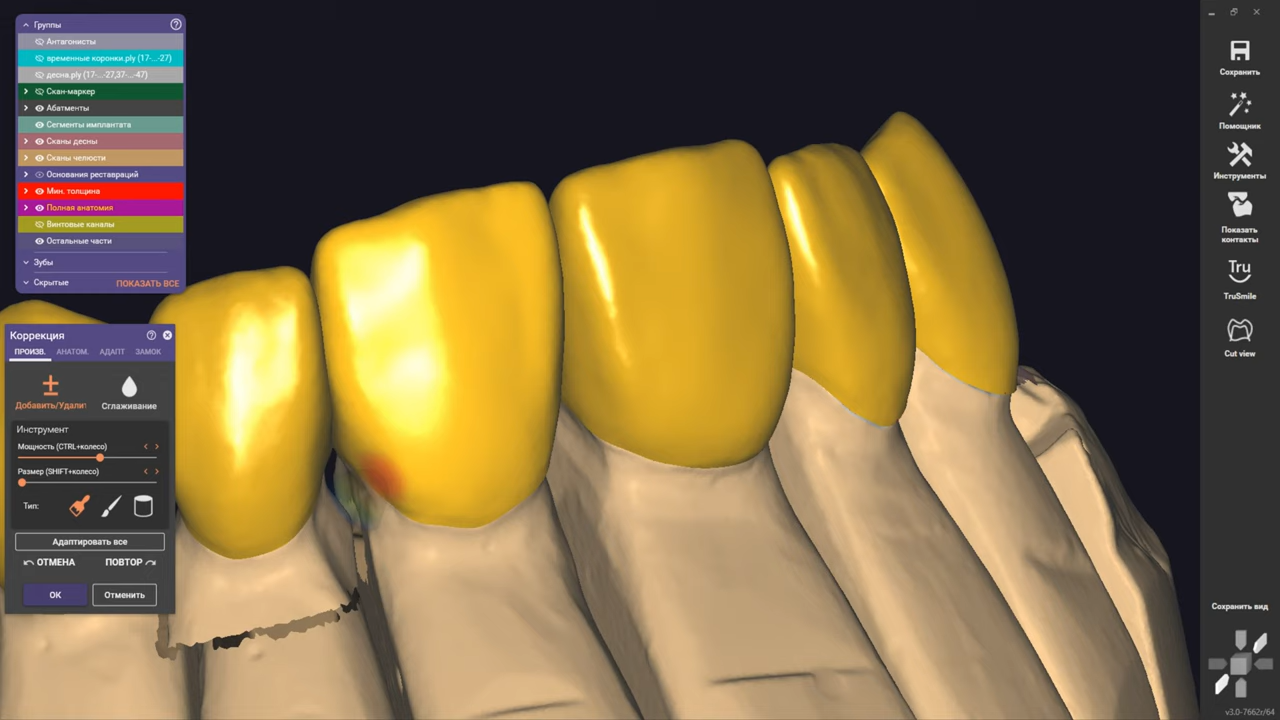 Группы
Антагонисты
временные коронки.ply (17-...-27)
десна.ply (17-...-27,37-...-47)
Скан-маркер
Абатменты
Сегменты имплантата
Сканы десны
Сканы челюсти
Основания реставраций
Мин. толщина
Полная анатомия
Винтовые каналы
Остальные части
Зубы
Скрытые
ПОКАЗАТЬ ВСЕ
Коррекция
ПРОИЗВ. АНАТОМ. АДАПТ ЗАМОК
Добавить/Удалит Сглаживание
Инструмент
Мощность (CTRL+колесо)
Размер (SHIFT+колесо)
Тип:
Адаптировать все
ОТМЕНА ПОВТОР
ОК Отменить
Сохранить
Помощник
Инструменты
Показать
контакты
Tru
TruSmile
Cut view
Сохранить вид
v3.0-7662r/64